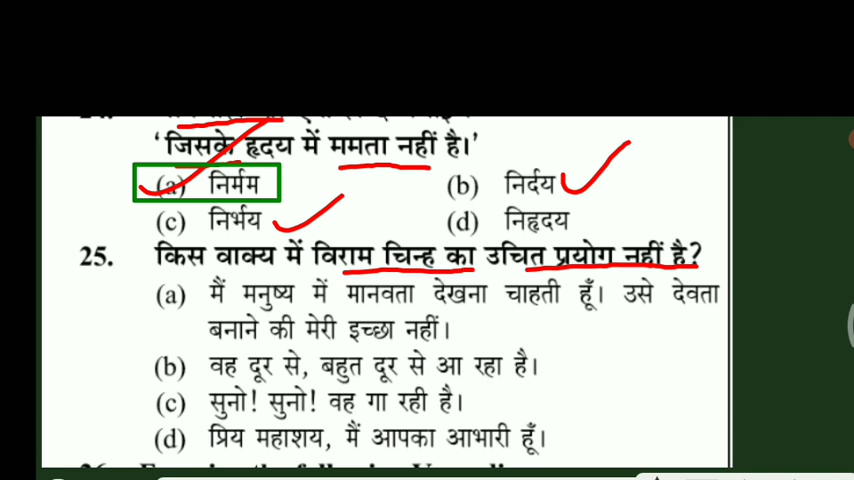 'जिसके हृदय में ममता नहीं है।'
(a) निर्मम (b) निर्दय
(c) निर्भय (d) निहृदय
25. किस वाक्य में विराम चिन्ह का उचित प्रयोग नहीं है?
(a) मैं मनुष्य में मानवता देखना चाहती हूँ। उसे देवता
बनाने की मेरी इच्छा नहीं।
(b) वह दूर से, बहुत दूर से आ रहा है।
(c) सुनो! सुनो! वह गा रही है।
(d) प्रिय महाशय, मैं आपका आभारी हूँ।